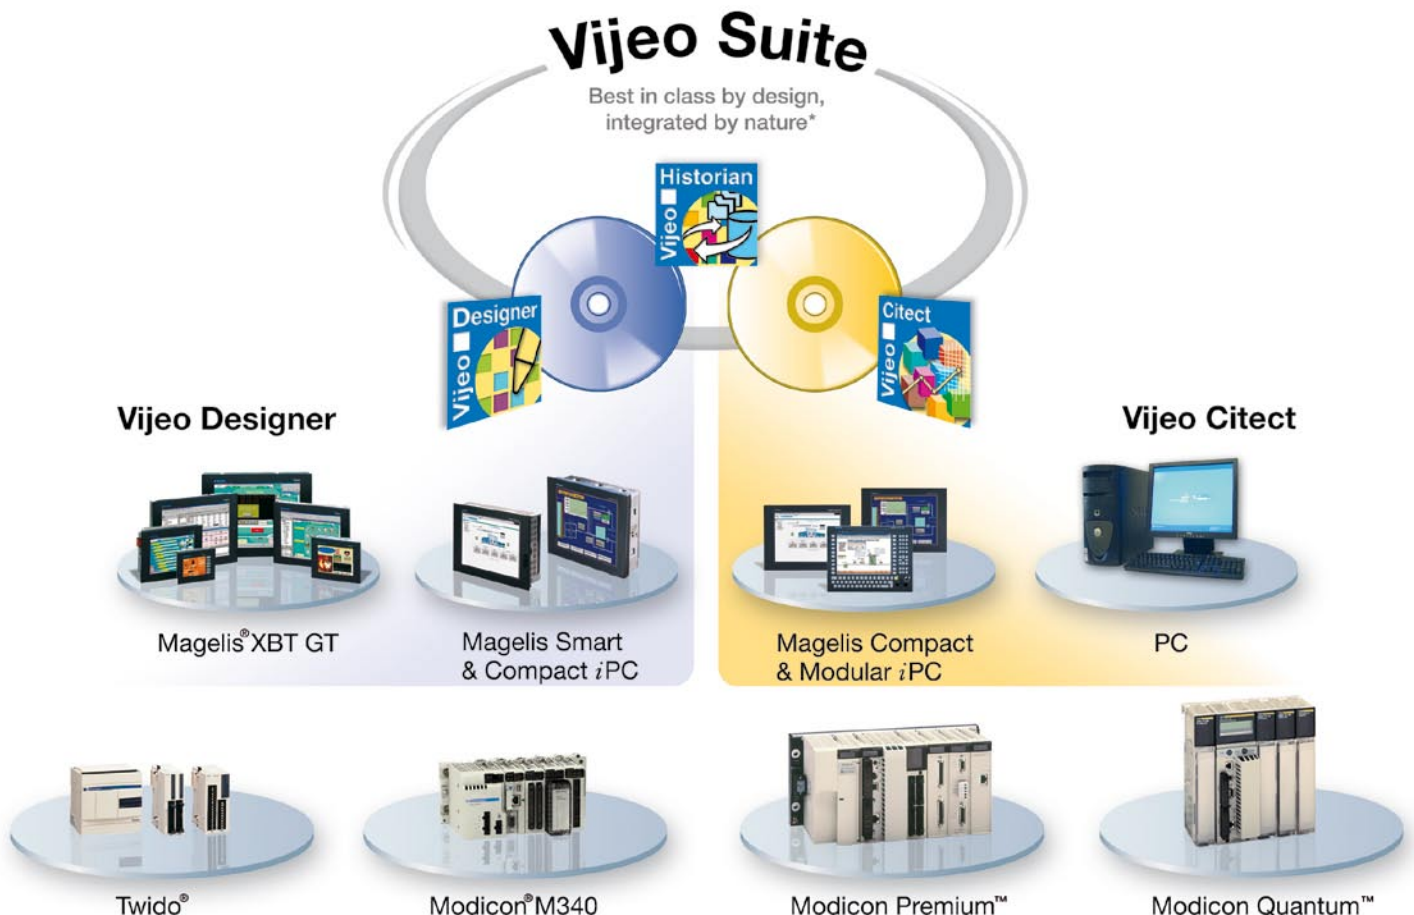 Vijeo Suite
Best in class by design,
integrated by nature*
Vijeo Historian
Vijeo Designer
Vijeo Citect
Vijeo Designer
Vijeo Citect
Magelis® XBT GT
Magelis Smart
& Compact iPC
Magelis Compact
& Modular iPC
PC
Twido®
Modicon® M340
Modicon Premium™
Modicon Quantum™